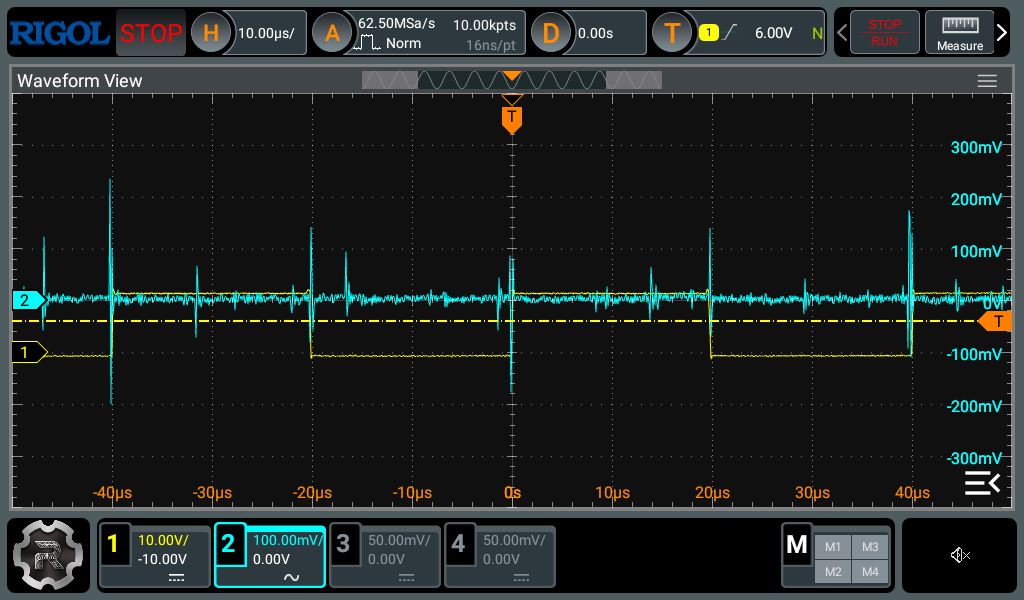 RIGOL STOP H 10.00µs/ A 62.50MSa/s 10.00kpts D 0.00s T 1 6.00V N STOP
Norm 16ns/pt RUN Measure
Waveform View
T
300mV
200mV
100mV
2 0V
T
1 -100mV
-200mV
-300mV
-40µs -30µs -20µs -10µs 0s 10µs 20µs 30µs 40µs
1 10.00V/ 2 100.00mV/ 3 50.00mV/ 4 50.00mV/ M M1 M3
-10.00V 0.00V 0.00V 0.00V M2 M4